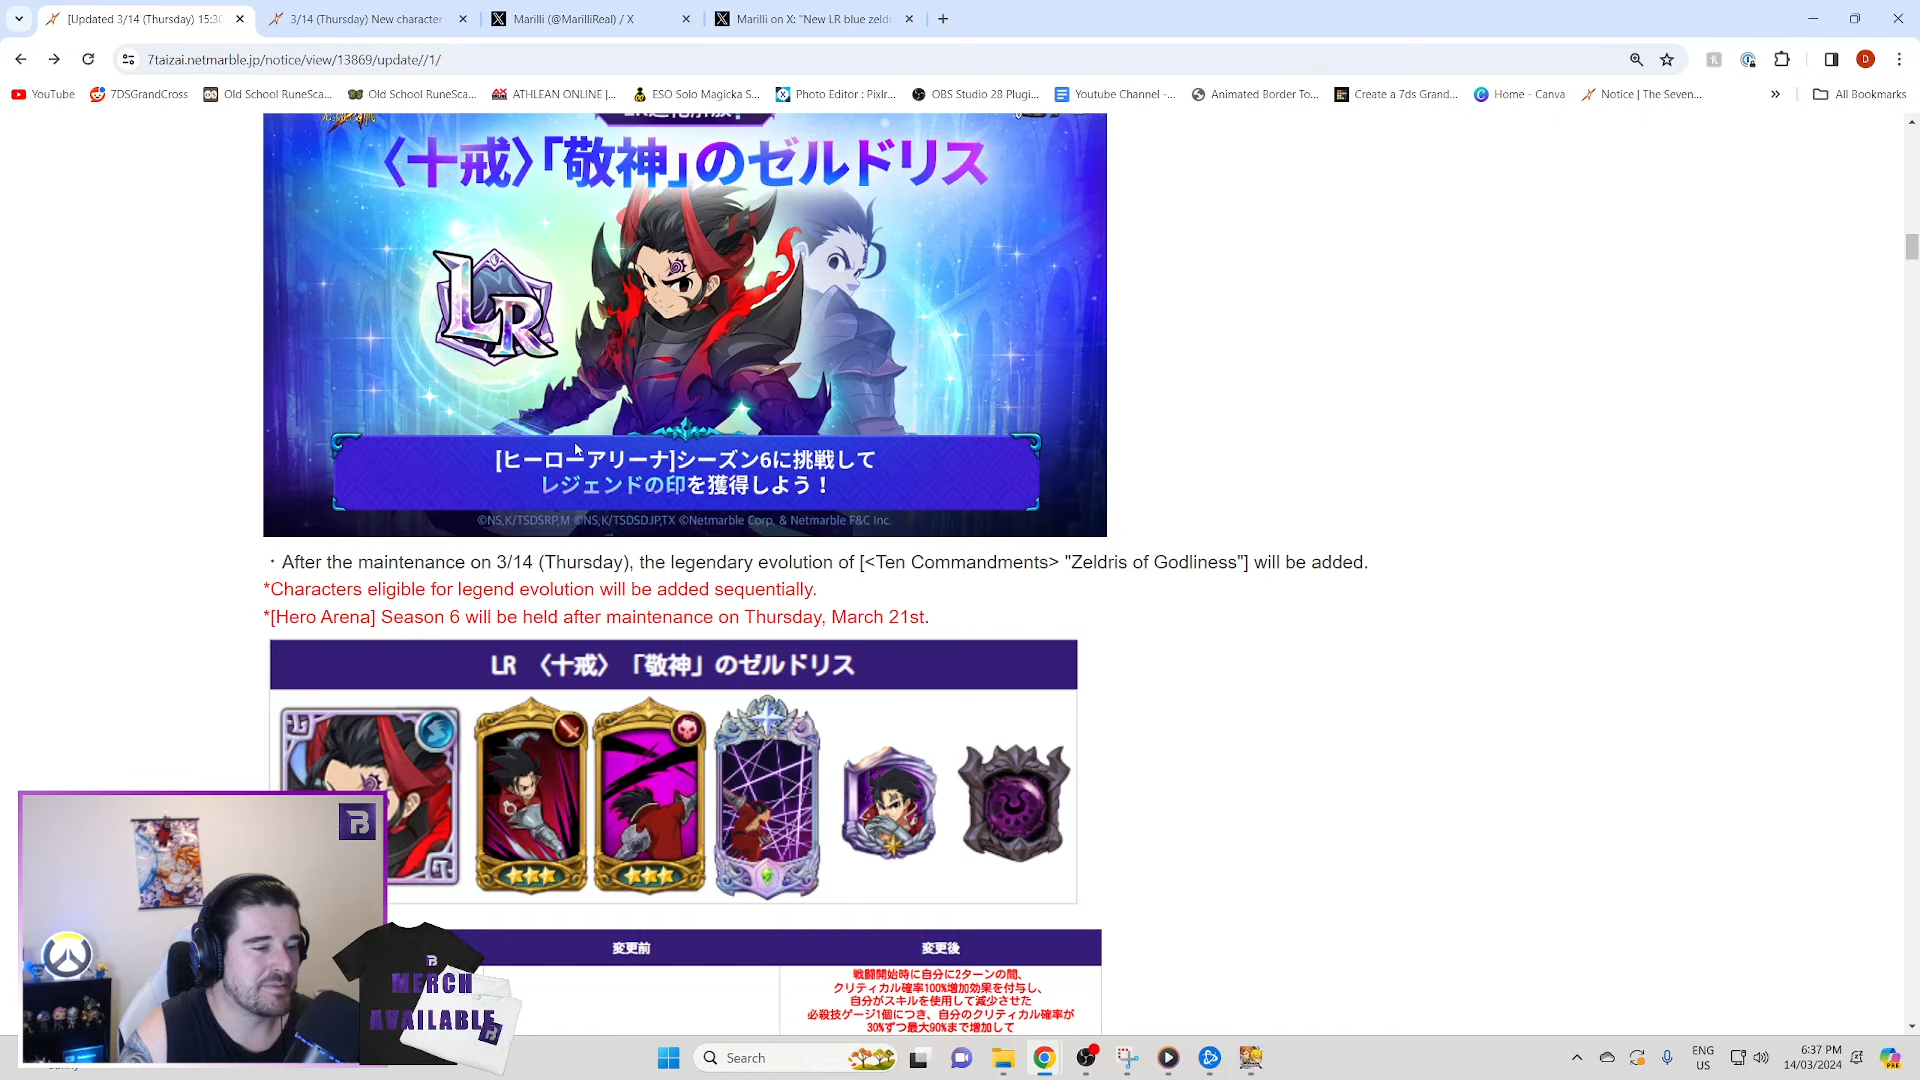 [Updated 3/14 (Thursday) 15:30
3/14 (Thursday) New character
Marilli (@MarilliReal) / X
Marilli on X: "New LR blue zeldr
7taizai.netmarble.jp/notice/view/13869/update//1/
YouTube
7DSGrandCross
Old School RuneSca...
Old School RuneSca...
ATHLEAN ONLINE |...
ESO Solo Magicka S...
Photo Editor : Pixlr...
OBS Studio 28 Plugi...
Youtube Channel -...
Animated Border To...
Create a 7ds Grand...
Home - Canva
Notice | The Seven...
All Bookmarks
〈十戒〉「敬神」のゼルドリス
LR
[ヒーローアリーナ]シーズン6に挑戦して
レジェンドの印を獲得しよう！
©NS,K/TSDSRP,M ©NS,K/TSDSDJP,TX ©Netmarble Corp. & Netmarble F&C Inc.
・After the maintenance on 3/14 (Thursday), the legendary evolution of [<Ten Commandments> "Zeldris of Godliness"] will be added.
*Characters eligible for legend evolution will be added sequentially.
*[Hero Arena] Season 6 will be held after maintenance on Thursday, March 21st.
LR 〈十戒〉「敬神」のゼルドリス
変更前
変更後
戦闘開始時に自分に2ターンの間、
クリティカル確率100%増加効果を付与し、
自分がスキルを使用して減少させた
必殺技ゲージ1個につき、自分のクリティカル確率が
30%ずつ最大90%まで増加して
B
B
MERCH
AVAILABLE
B
Search
ENG
US
6:37 PM
14/03/2024
PRE
D